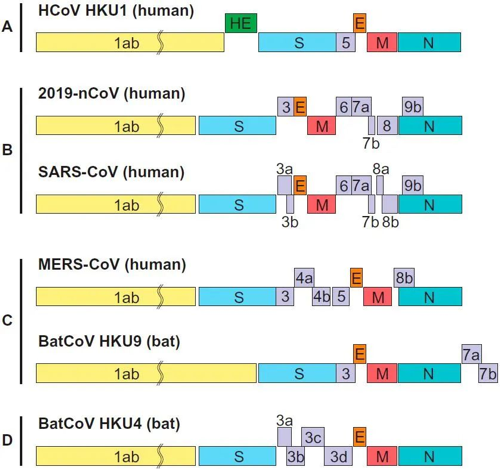 A
HCoV HKU1 (human)
HE E
1ab S 5 M N
B
2019-nCoV (human)
3 E 6 7a 9b
1ab S M 8 N
7b
SARS-CoV (human)
3a 8a
E 6 7a 9b
1ab S M N
3b 7b 8b
C
MERS-CoV (human)
4a E 8b
1ab S 3 4b 5 M N
BatCoV HKU9 (bat)
E 7a
1ab S 3 M N 7b
D
BatCoV HKU4 (bat)
3a
3c E
1ab S 3b 3d M N